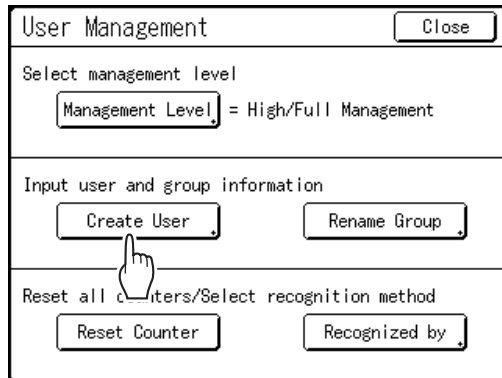 User Management Close
Select management level
Management Level = High/Full Management
Input user and group information
Create User Rename Group
Reset all counters/Select recognition method
Reset Counter Recognized by